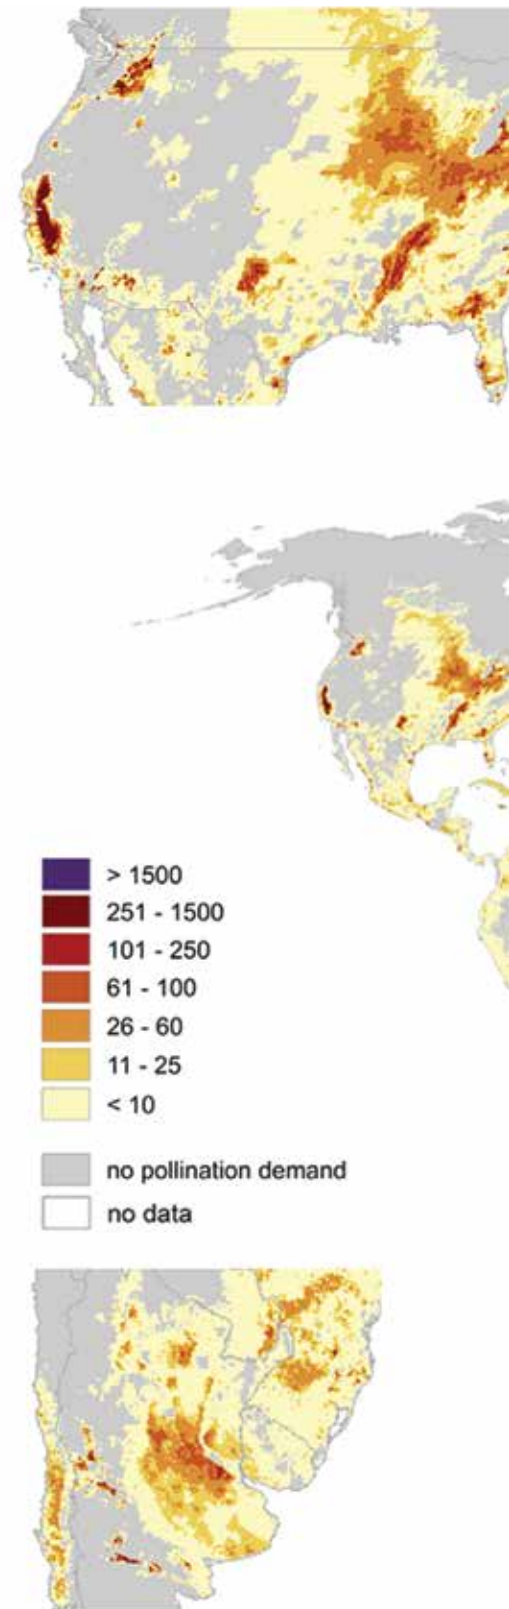 > 1500
251 - 1500
101 - 250
61 - 100
26 - 60
11 - 25
< 10
no pollination demand
no data